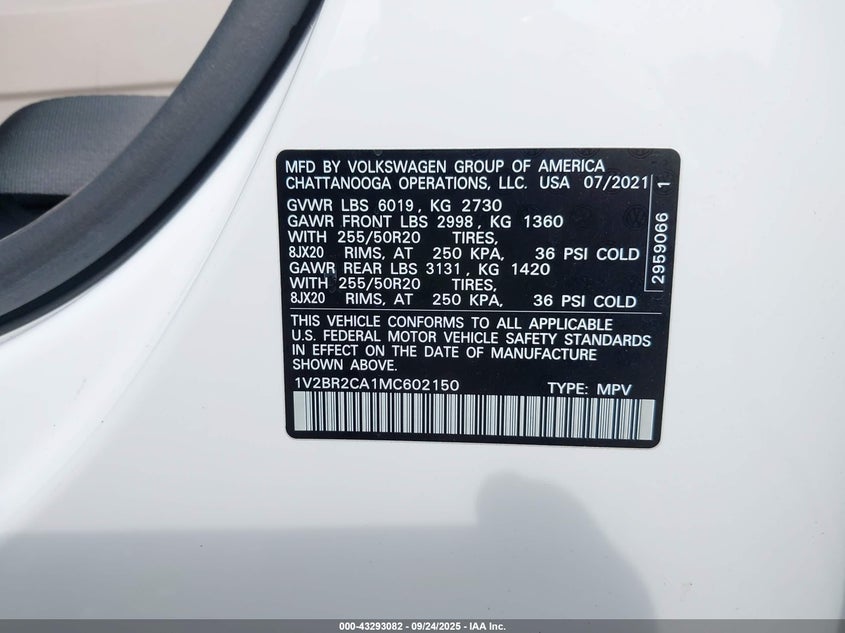 MFD BY VOLKSWAGEN GROUP OF AMERICA
CHATTANOOGA OPERATIONS, LLC. USA 07/2021
GVWR LBS 6019, KG 2730
GAWR FRONT LBS 2998, KG 1360
WITH 255/50R20 TIRES,
8JX20 RIMS, AT 250 KPA, 36 PSI COLD
GAWR REAR LBS 3131, KG 1420
WITH 255/50R20 TIRES,
8JX20 RIMS, AT 250 KPA, 36 PSI COLD
2959066 1
THIS VEHICLE CONFORMS TO ALL APPLICABLE
U.S. FEDERAL MOTOR VEHICLE SAFETY STANDARDS
IN EFFECT ON THE DATE OF MANUFACTURE
SHOWN ABOVE.
1V2BR2CA1MC602150 TYPE: MPV
000-43293082 - 09/24/2025 - IAA Inc.